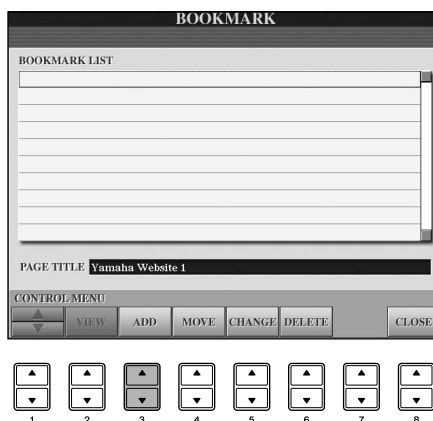 BOOKMARK
BOOKMARK LIST
PAGE TITLE Yamaha Website 1
CONTROL MENU
VIEW ADD MOVE CHANGE DELETE CLOSE
1 2 3 4 5 6 7 8